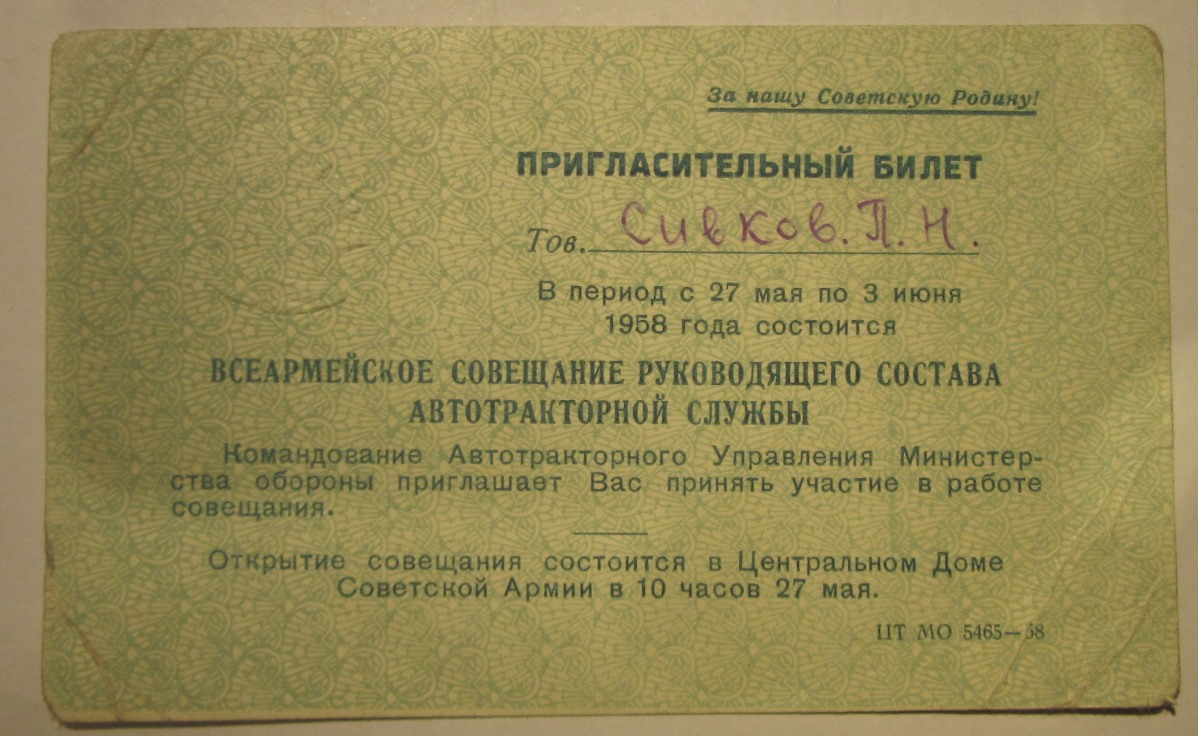 За нашу Советскую Родину!
ПРИГЛАСИТЕЛЬНЫЙ БИЛЕТ
Тов. Сивков. П. Н.
В период с 27 мая по 3 июня
1958 года состоится
ВСЕАРМЕЙСКОЕ СОВЕЩАНИЕ РУКОВОДЯЩЕГО СОСТАВА
АВТОТРАКТОРНОЙ СЛУЖБЫ
Командование Автотракторного Управления Министер-
ства обороны приглашает Вас принять участие в работе
совещания.
Открытие совещания состоится в Центральном Доме
Советской Армии в 10 часов 27 мая.
ЦТ МО 5465—58